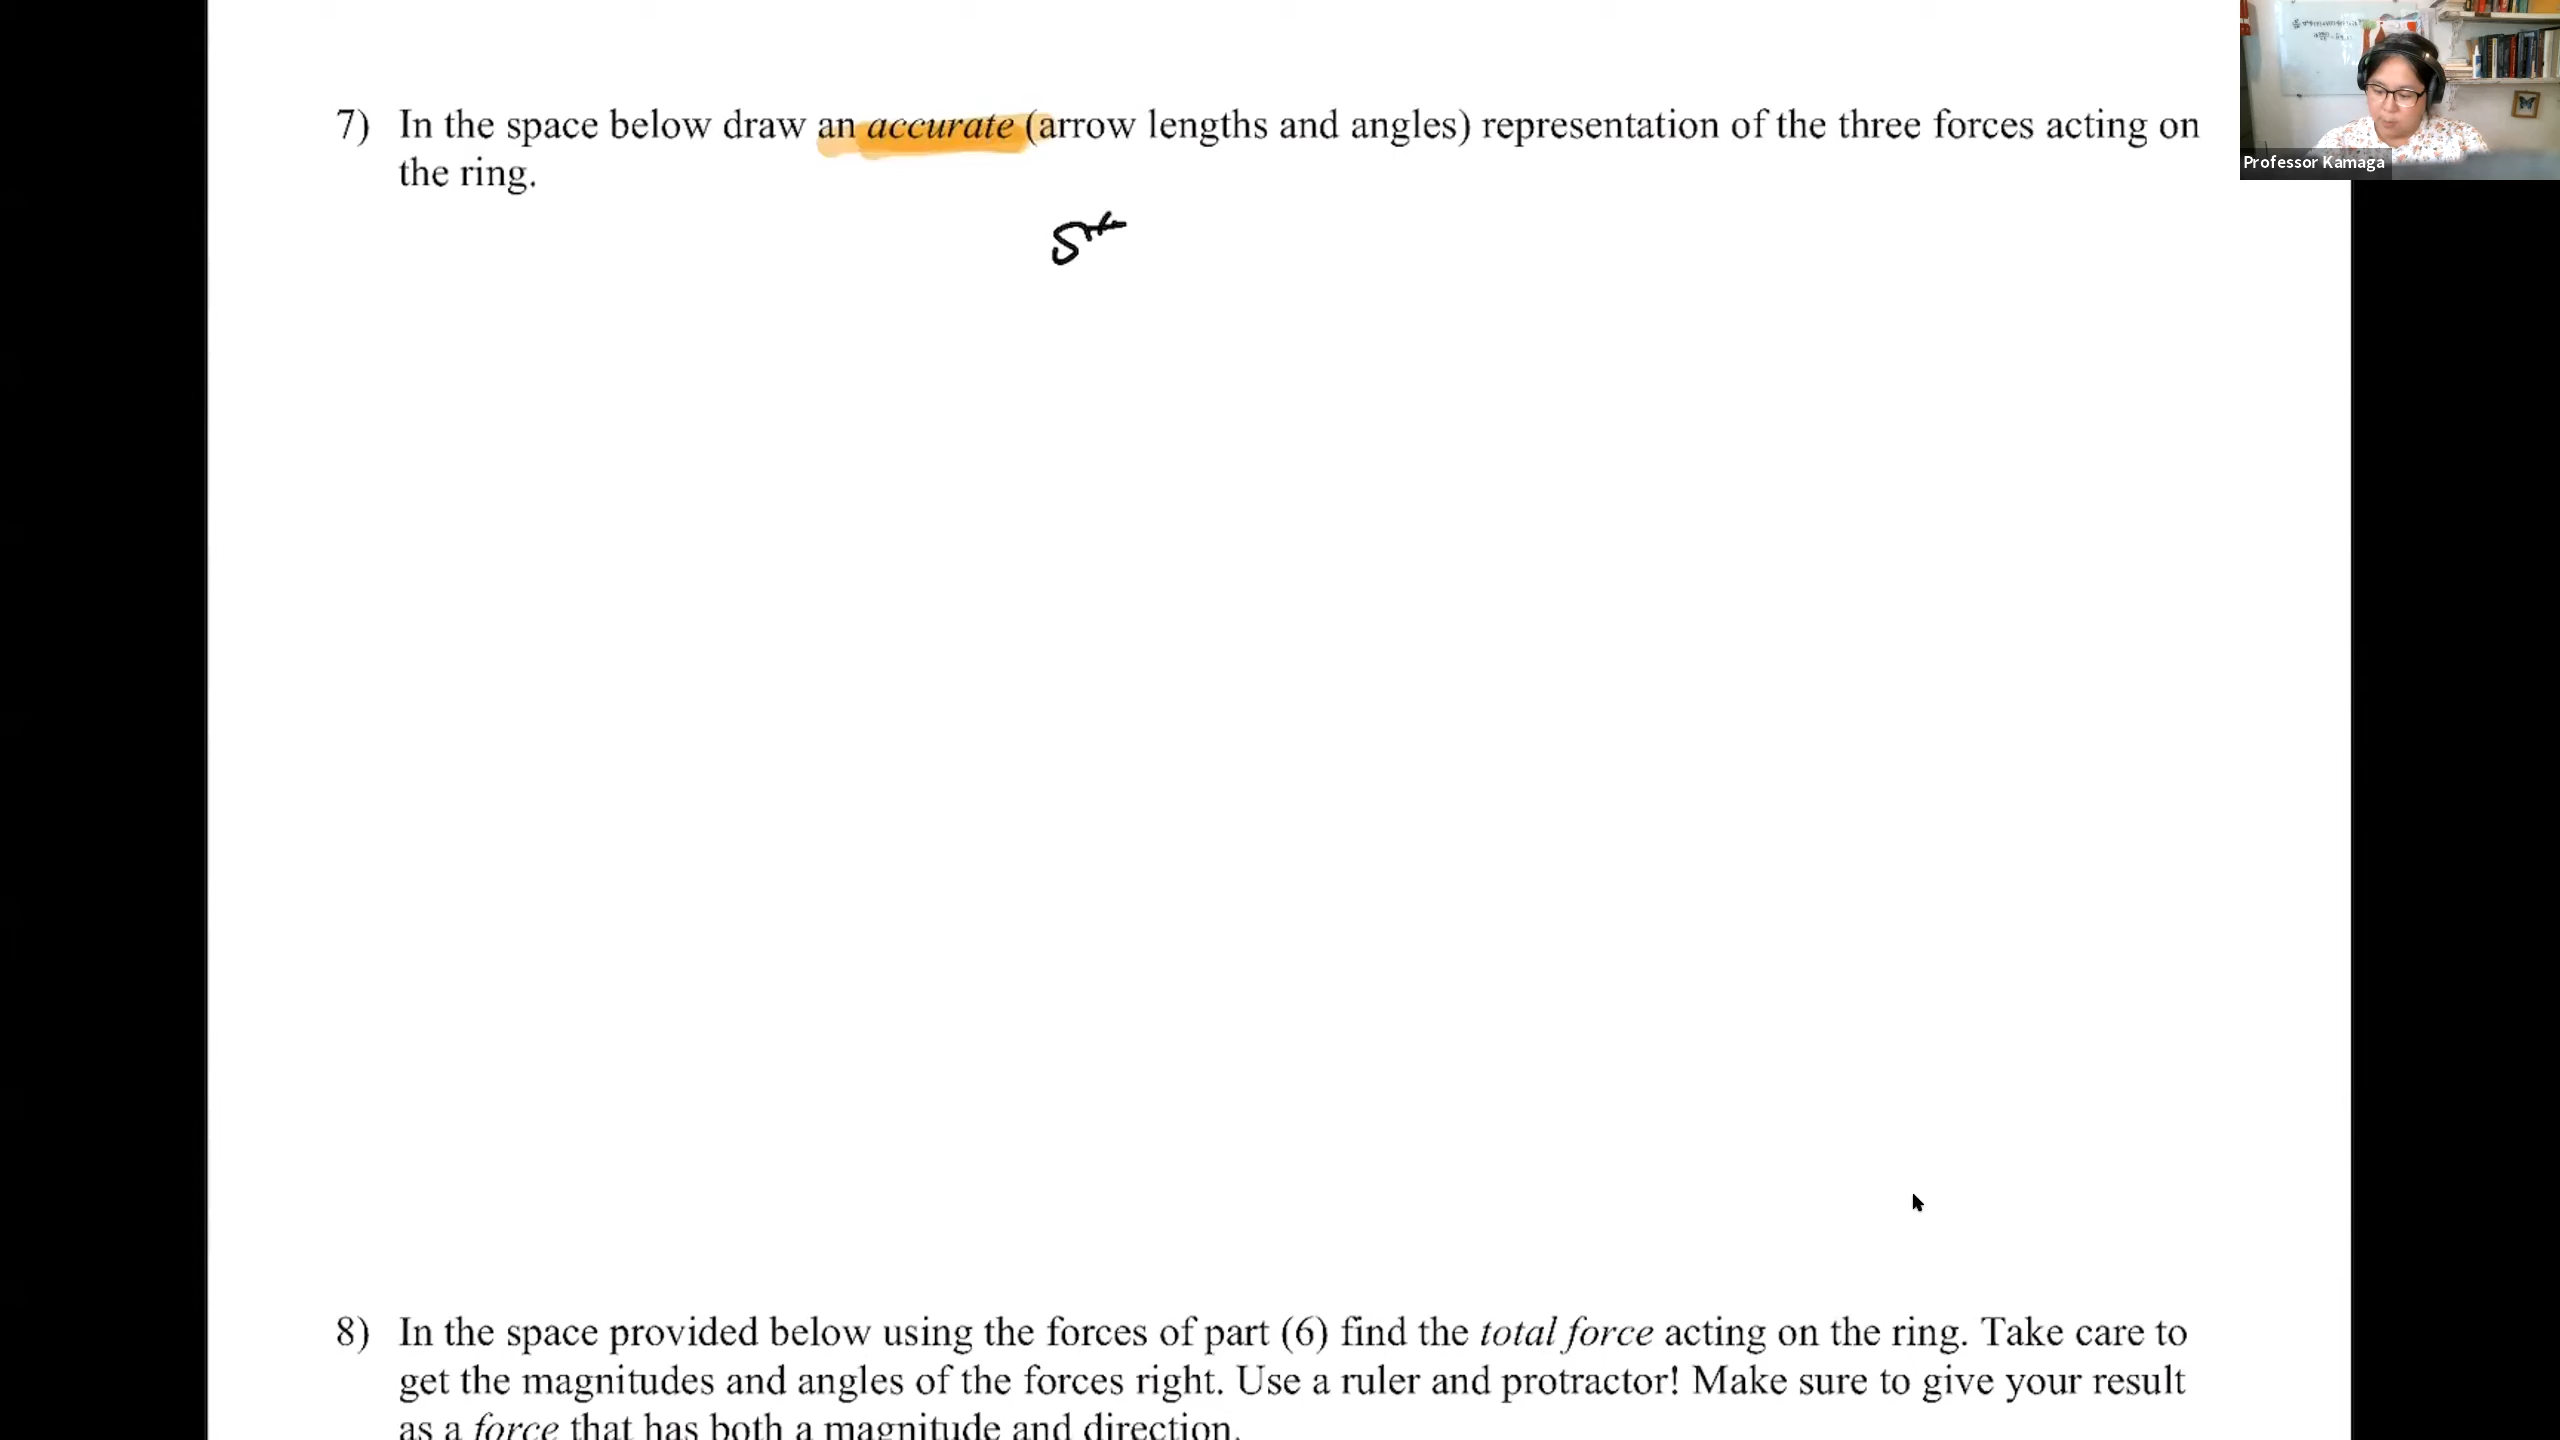 7) In the space below draw an accurate (arrow lengths and angles) representation of the three forces acting on
the ring.
Professor Kamaga
8) In the space provided below using the forces of part (6) find the total force acting on the ring. Take care to
get the magnitudes and angles of the forces right. Use a ruler and protractor! Make sure to give your result
as a force that has both a magnitude and direction.